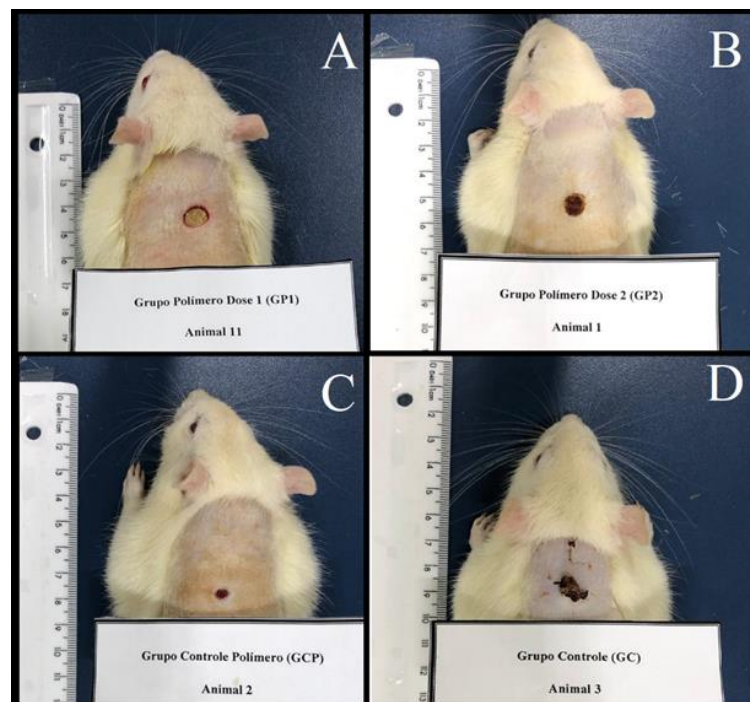 A
Grupo Polímero Dose 1 (GP1)
Animal 11
B
Grupo Polímero Dose 2 (GP2)
Animal 1
C
Grupo Controle Polímero (GCP)
Animal 2
D
Grupo Controle (GC)
Animal 3